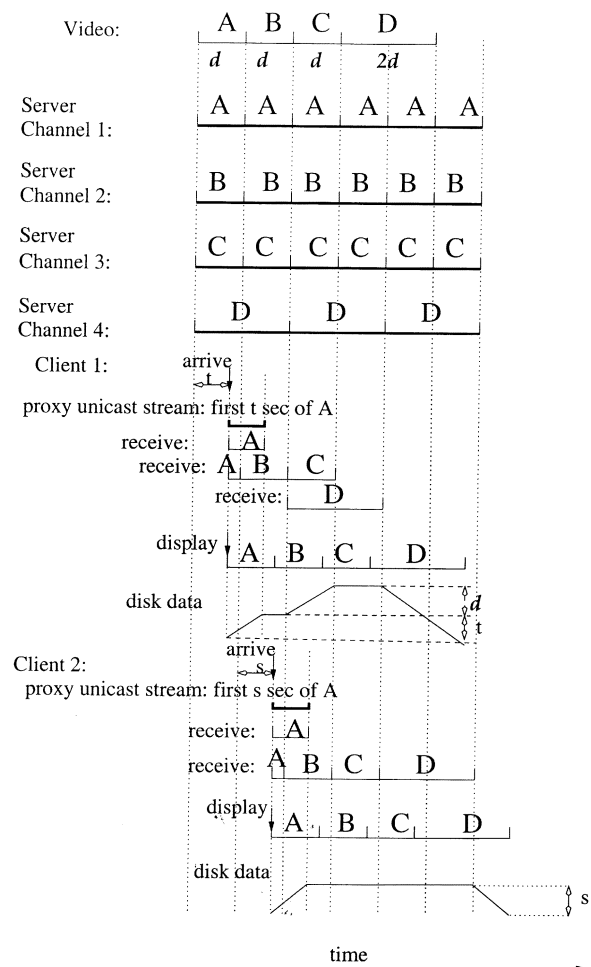 Video: A B C D
d d d 2d
Server Channel 1: A A A A A A
Server Channel 2: B B B B B B
Server Channel 3: C C C C C C
Server Channel 4: D D D
Client 1: arrive
t
proxy unicast stream: first t sec of A
receive: A
receive: A B C
receive: D
display A B C D
disk data d
t
arrive
Client 2: s
proxy unicast stream: first s sec of A
receive: A
receive: A B C D
display A B C D
disk data
s
time